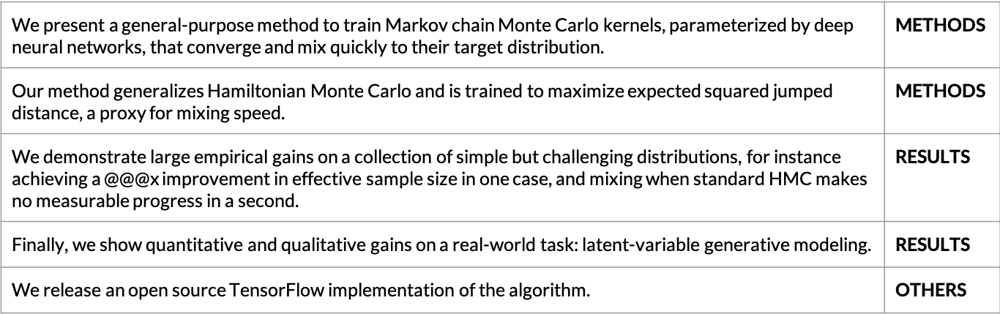 We present a general-purpose method to train Markov chain Monte Carlo kernels, parameterized by deep
METHODS
neural networks, that converge and mix quickly to their target distribution.
Our method generalizes Hamiltonian Monte Carlo and is trained to maximize expected squared jumped
METHODS
distance, a proxy for mixing speed.
We demonstrate large empirical gains on a collection of simple but challenging distributions, for instance
RESULTS
achieving a @@@x improvement in effective sample size in one case, and mixing when standard HMC makes
no measurable progress in a second.
Finally, we show quantitative and qualitative gains on a real-world task: latent-variable generative modeling.
RESULTS
We release an open source TensorFlow implementation of the algorithm.
OTHERS